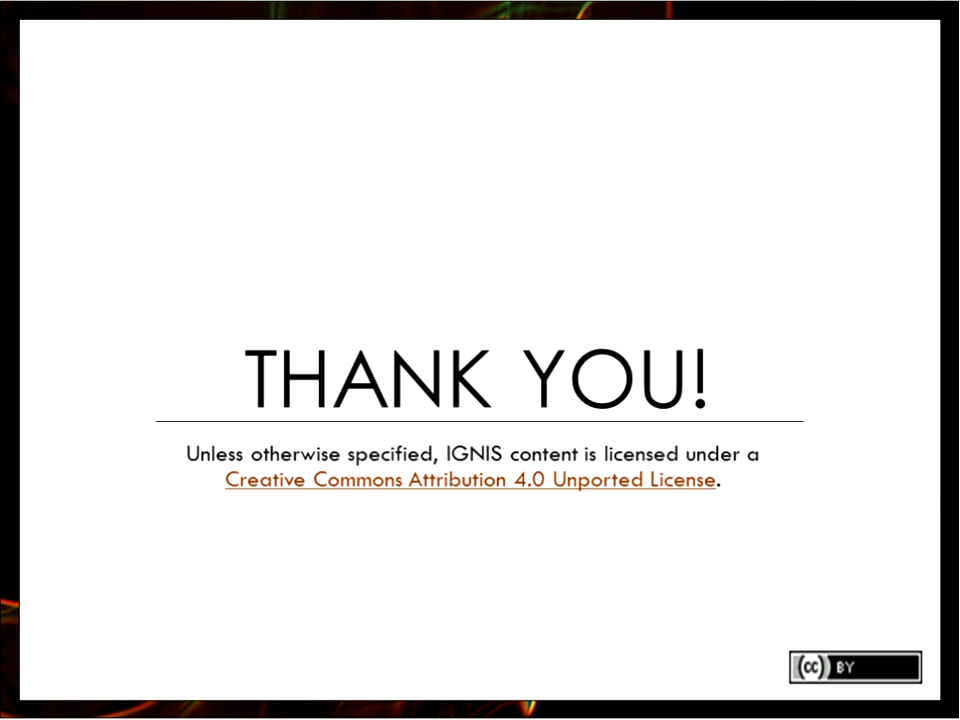 THANK YOU!
Unless otherwise specified, IGNIS content is licensed under a
Creative Commons Attribution 4.0 Unported License.
(cc) BY